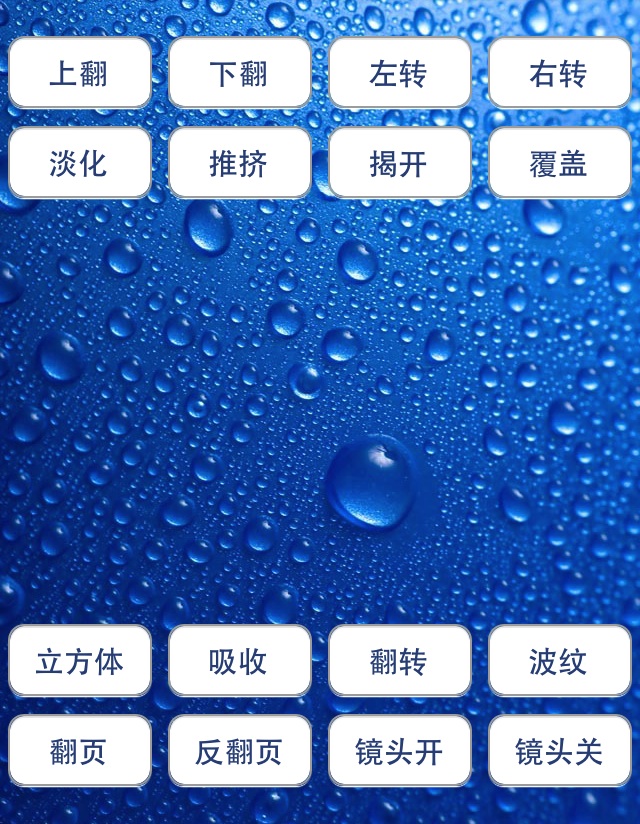 上翻 下翻 左转 右转
淡化 推挤 揭开 覆盖
立方体 吸收 翻转 波纹
翻页 反翻页 镜头开 镜头关